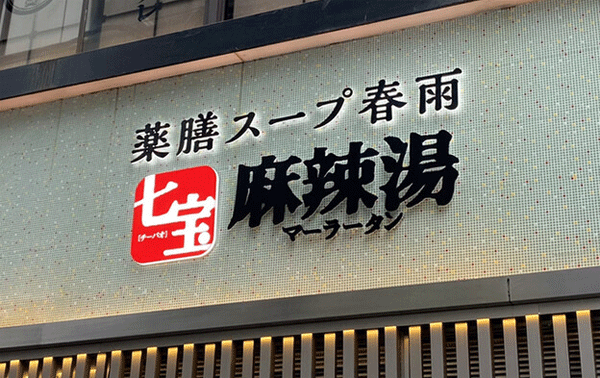 薬膳スープ春雨
七宝
[チーパオ]
麻辣湯
マーラータン